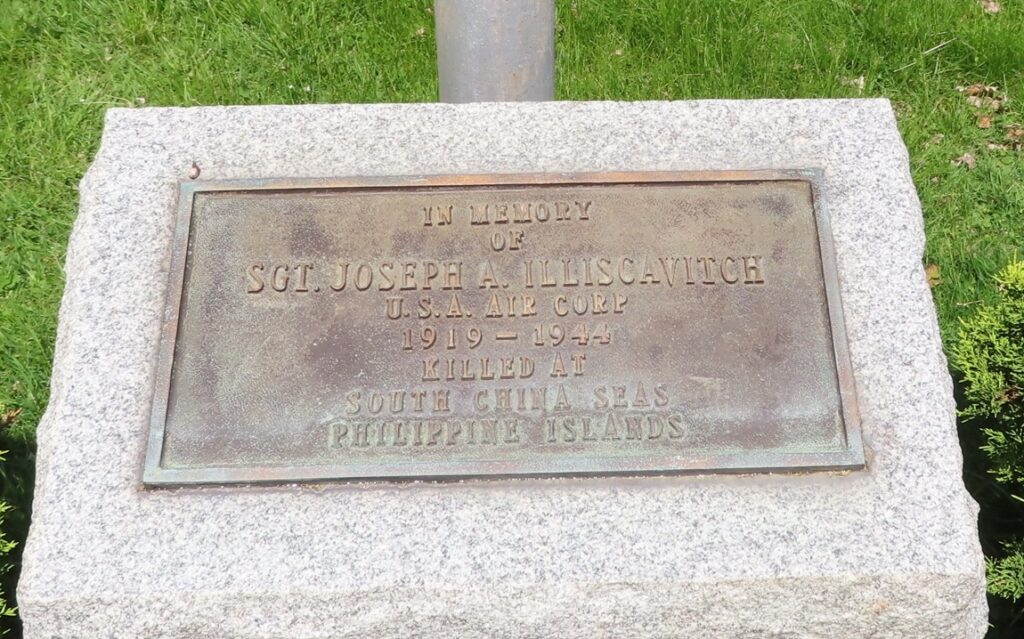 IN MEMORY
OF
SGT. JOSEPH A. ILLISCAVITCH
U.S.A. AIR CORP
1919 — 1944
KILLED AT
SOUTH CHINA SEAS
PHILIPPINE ISLANDS